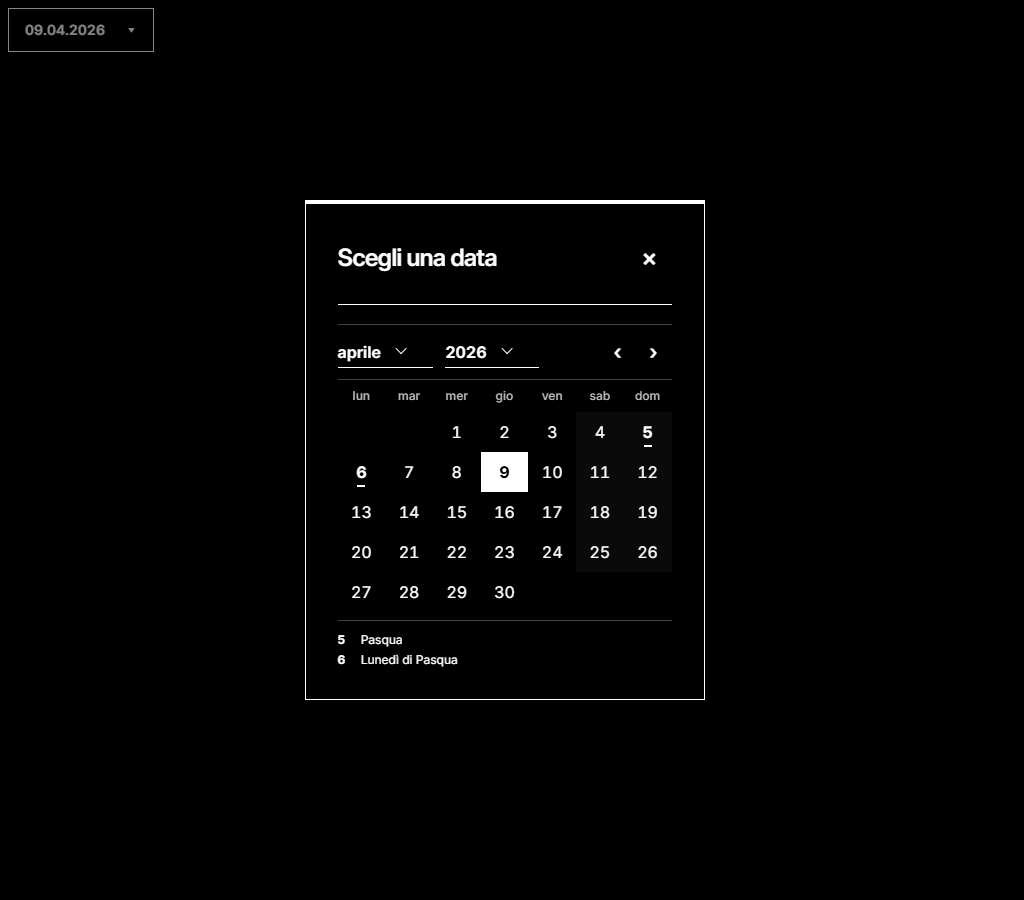 09.04.2026
Scegli una data
aprile 2026
lun mar mer gio ven sab dom
1 2 3 4 5
6 7 8 9 10 11 12
13 14 15 16 17 18 19
20 21 22 23 24 25 26
27 28 29 30
5 Pasqua
6 Lunedì di Pasqua